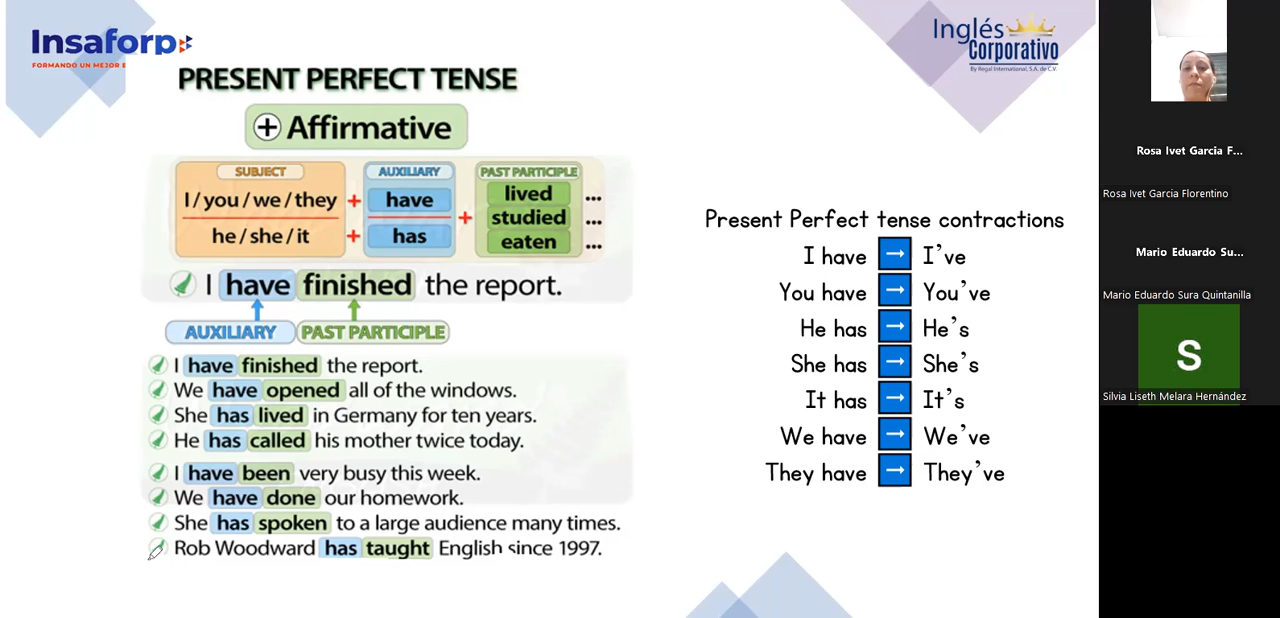 Insaforp
FORMANDO UN MEJOR E
Inglés
Corporativo
By Regal International, S.A. de C.V.
PRESENT PERFECT TENSE
+ Affirmative
SUBJECT AUXILIARY PAST PARTICIPLE
I / you / we / they + have lived ...
+ studied ...
he / she / it + has eaten ...
I have finished the report.
AUXILIARY PAST PARTICIPLE
I have finished the report.
We have opened all of the windows.
She has lived in Germany for ten years.
He has called his mother twice today.
I have been very busy this week.
We have done our homework.
She has spoken to a large audience many times.
Rob Woodward has taught English since 1997.
Present Perfect tense contractions
I have → I've
You have → You've
He has → He's
She has → She's
It has → It's
We have → We've
They have → They've
Rosa Ivet Garcia F...
Rosa Ivet Garcia Florentino
Mario Eduardo Su...
Mario Eduardo Sura Quintanilla
S
Silvia Liseth Melara Hernández